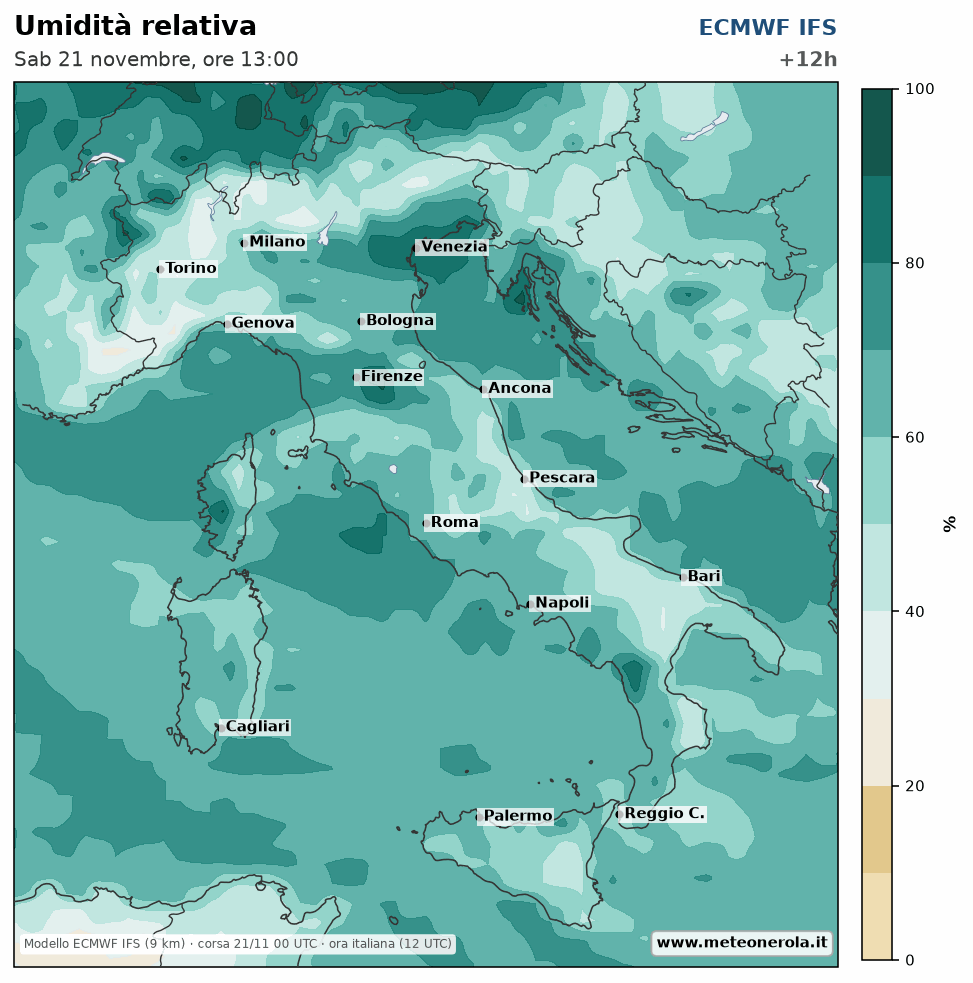 Umidità relativa
ECMWF IFS
Sab 21 novembre, ore 13:00
+12h
100
80
60
40
20
0
%
Milano
Venezia
Torino
Genova
Bologna
Firenze
Ancona
Pescara
Roma
Bari
Napoli
Cagliari
Palermo
Reggio C.
Modello ECMWF IFS (9 km) · corsa 21/11 00 UTC · ora italiana (12 UTC)
www.meteonerola.it